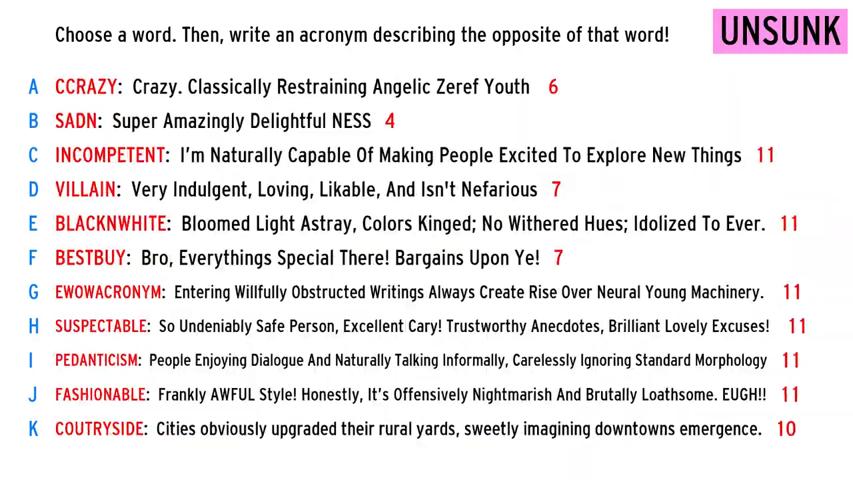 Choose a word. Then, write an acronym describing the opposite of that word!
UNSUNK
A CCRAZY: Crazy. Classically Restraining Angelic Zeref Youth 6
B SADN: Super Amazingly Delightful NESS 4
C INCOMPETENT: I'm Naturally Capable Of Making People Excited To Explore New Things 11
D VILLAIN: Very Indulgent, Loving, Likable, And Isn't Nefarious 7
E BLACKNWHITE: Bloomed Light Astray, Colors Kinged; No Withered Hues; Idolized To Ever. 11
F BESTBUY: Bro, Everythings Special There! Bargains Upon Ye! 7
G EWOWACRONYM: Entering Willfully Obstructed Writings Always Create Rise Over Neural Young Machinery. 11
H SUSPECTABLE: So Undeniably Safe Person, Excellent Cary! Trustworthy Anecdotes, Brilliant Lovely Excuses! 11
I PEDANTICISM: People Enjoying Dialogue And Naturally Talking Informally, Carelessly Ignoring Standard Morphology 11
J FASHIONABLE: Frankly AWFUL Style! Honestly, It's Offensively Nightmarish And Brutally Loathsome. EUGH!! 11
K COUTRYSIDE: Cities obviously upgraded their rural yards, sweetly imagining downtowns emergence. 10